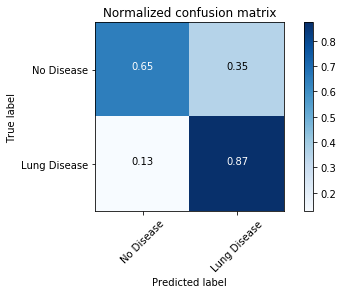 Normalized confusion matrix
True label
No Disease
0.65
0.35
Lung Disease
0.13
0.87
No Disease
Lung Disease
Predicted label
0.8
0.7
0.6
0.5
0.4
0.3
0.2